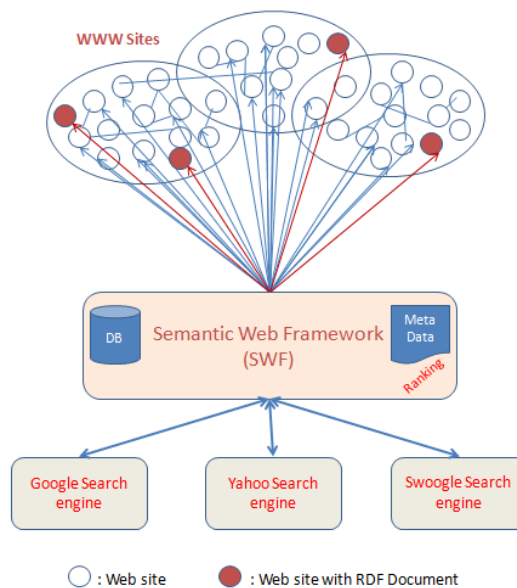 WWW Sites
DB
Semantic Web Framework
(SWF)
Meta
Data
Ranking
Google Search
engine
Yahoo Search
engine
Swoogle Search
engine
: Web site
: Web site with RDF Document